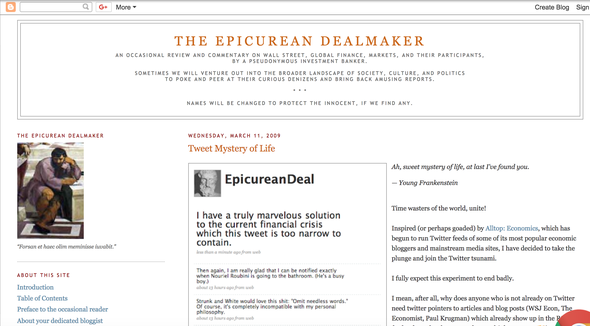 More
Create Blog
Sign
THE EPICUREAN DEALMAKER
AN OCCASIONAL REVIEW AND COMMENTARY ON WALL STREET, GLOBAL FINANCE, MARKETS, AND THEIR PARTICIPANTS,
BY A PSEUDONYMOUS INVESTMENT BANKER.
SOMETIMES WE WILL VENTURE OUT INTO THE BROADER LANDSCAPE OF SOCIETY, CULTURE, AND POLITICS
TO POKE AND PEER AT THEIR CURIOUS DENIZENS AND BRING BACK AMUSING REPORTS.
* * *
NAMES WILL BE CHANGED TO PROTECT THE INNOCENT, IF WE FIND ANY.
THE EPICUREAN DEALMAKER
"Forsan et haec olim meminisse iuvabit."
ABOUT THIS SITE
Introduction
Table of Contents
Preface to the occasional reader
About your dedicated bloggist
WEDNESDAY, MARCH 11, 2009
Tweet Mystery of Life
EpicureanDeal
I have a truly marvelous solution
to the current financial crisis
which this tweet is too narrow to
contain.
less than a minute ago from web
Then again, I am really glad that I can be notified exactly
when Nouriel Roubini is going to the bathroom. (He's a busy
boy.)
about 15 hours ago from web
Strunk and White would love this shit: "Omit needless words."
Of course, it's completely incompatible with my personal
philosophy.
about 15 hours ago from web
Ah, sweet mystery of life, at last I've found you.
— Young Frankenstein
Time wasters of the world, unite!
Inspired (or perhaps goaded) by Alltop: Economics, which has
begun to run Twitter feeds of some of its most popular economic
bloggers and mainstream media sites, I have decided to take the
plunge and join the Twitter tsunami.
I fully expect this experiment to end badly.
I mean, after all, why does anyone who is not already on Twitter
need twitter pointers to articles and blog posts (WSJ Econ, The
Economist, Paul Krugman) which already show up in the